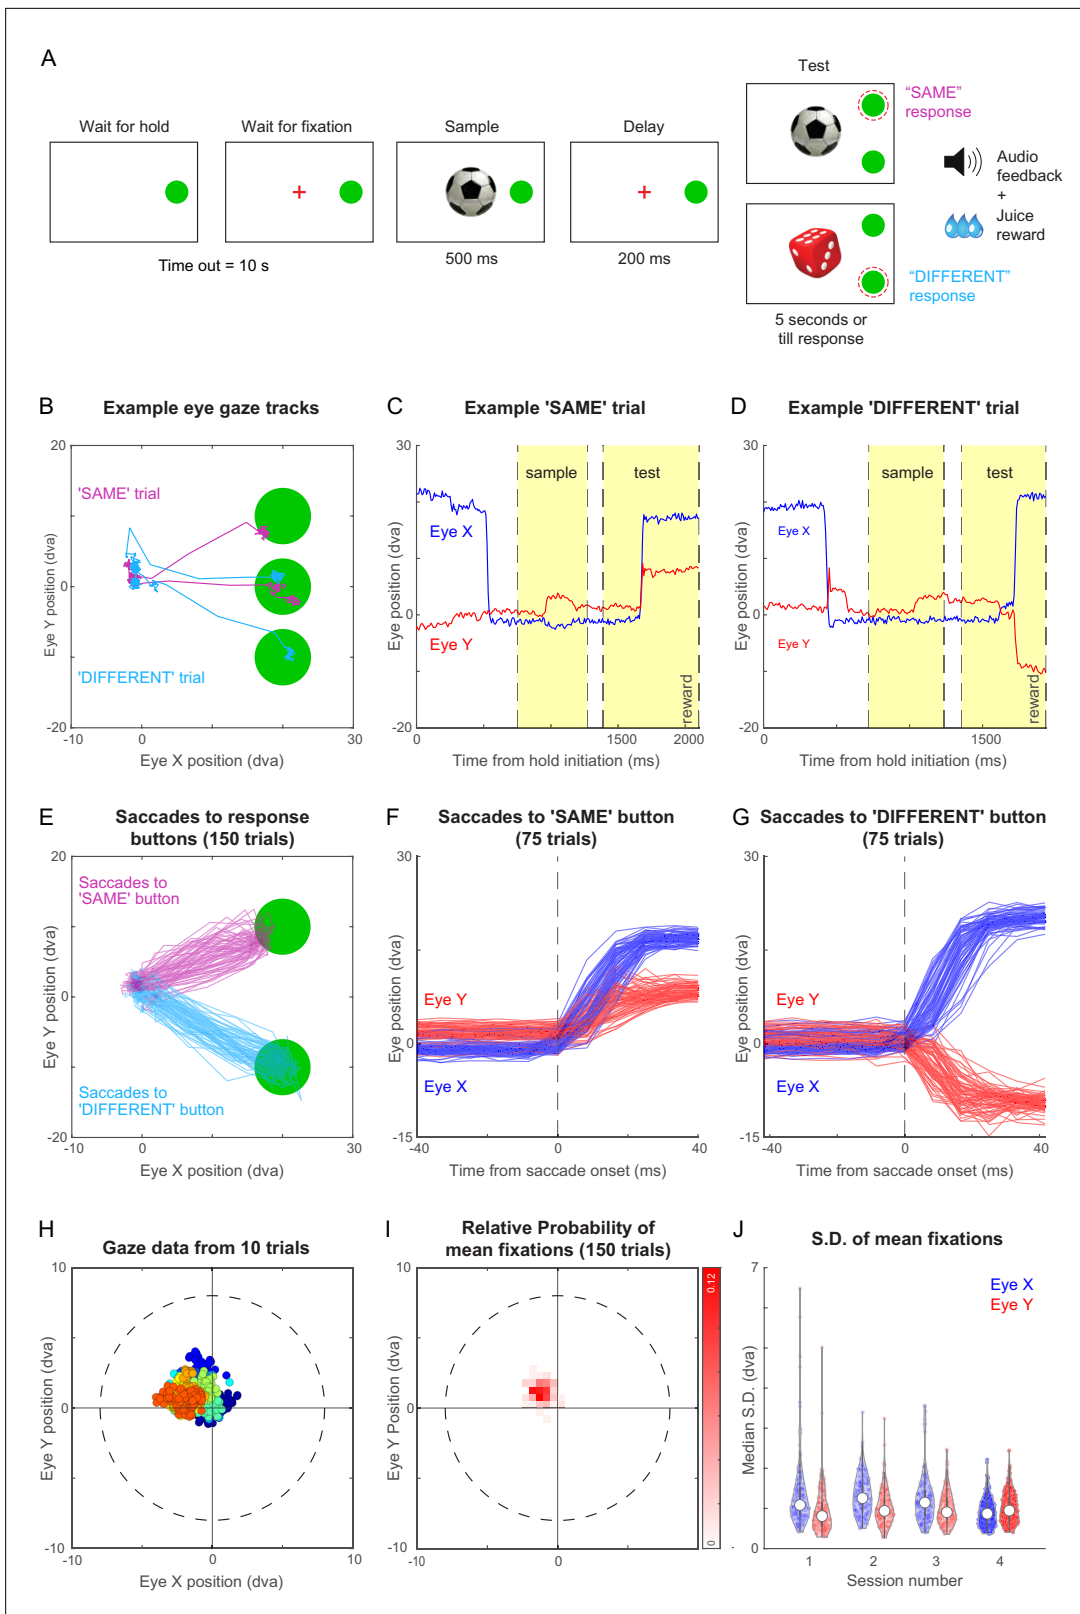 A
Wait for hold
Wait for fixation
Sample
Delay
Test
"SAME"
response
Audio
feedback
+
Juice
reward
"DIFFERENT"
response
Time out = 10 s
500 ms
200 ms
5 seconds or
till response
B
Example eye gaze tracks
20
0
-20
-10
0
30
Eye Y position (dva)
Eye X position (dva)
'SAME' trial
'DIFFERENT' trial
C
Example 'SAME' trial
30
0
-20
0
1500
2000
Eye position (dva)
Time from hold initiation (ms)
sample
test
Eye X
Eye Y
reward
D
Example 'DIFFERENT' trial
30
0
-20
0
1500
Eye position (dva)
Time from hold initiation (ms)
sample
test
Eye X
Eye Y
reward
E
Saccades to response
buttons (150 trials)
20
0
-20
-10
0
30
Eye Y position (dva)
Eye X position (dva)
Saccades to
'SAME' button
Saccades to
'DIFFERENT' button
F
Saccades to 'SAME' button
(75 trials)
30
0
-15
-40
0
40
Eye position (dva)
Time from saccade onset (ms)
Eye Y
Eye X
G
Saccades to 'DIFFERENT' button
(75 trials)
30
0
-15
-40
0
40
Eye position (dva)
Time from saccade onset (ms)
Eye Y
Eye X
H
Gaze data from 10 trials
10
0
-10
-10
0
10
Eye Y position (dva)
Eye X position (dva)
I
Relative Probability of
mean fixations (150 trials)
10
0
-10
-10
0
Eye Y Position (dva)
0.12
0
J
S.D. of mean fixations
7
0
Median S.D. (dva)
Eye X
Eye Y
1
2
3
4
Session number